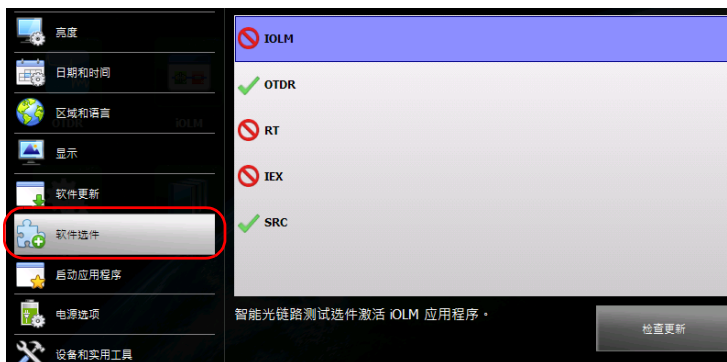 亮度
日期和时间
区域和语言
显示
软件更新
软件选件
启动应用程序
电源选项
设备和实用工具
OTDR
iOLM
IOLM
OTDR
RT
IEX
SRC
智能光链路测试选件激活 iOLM 应用程序。
检查更新